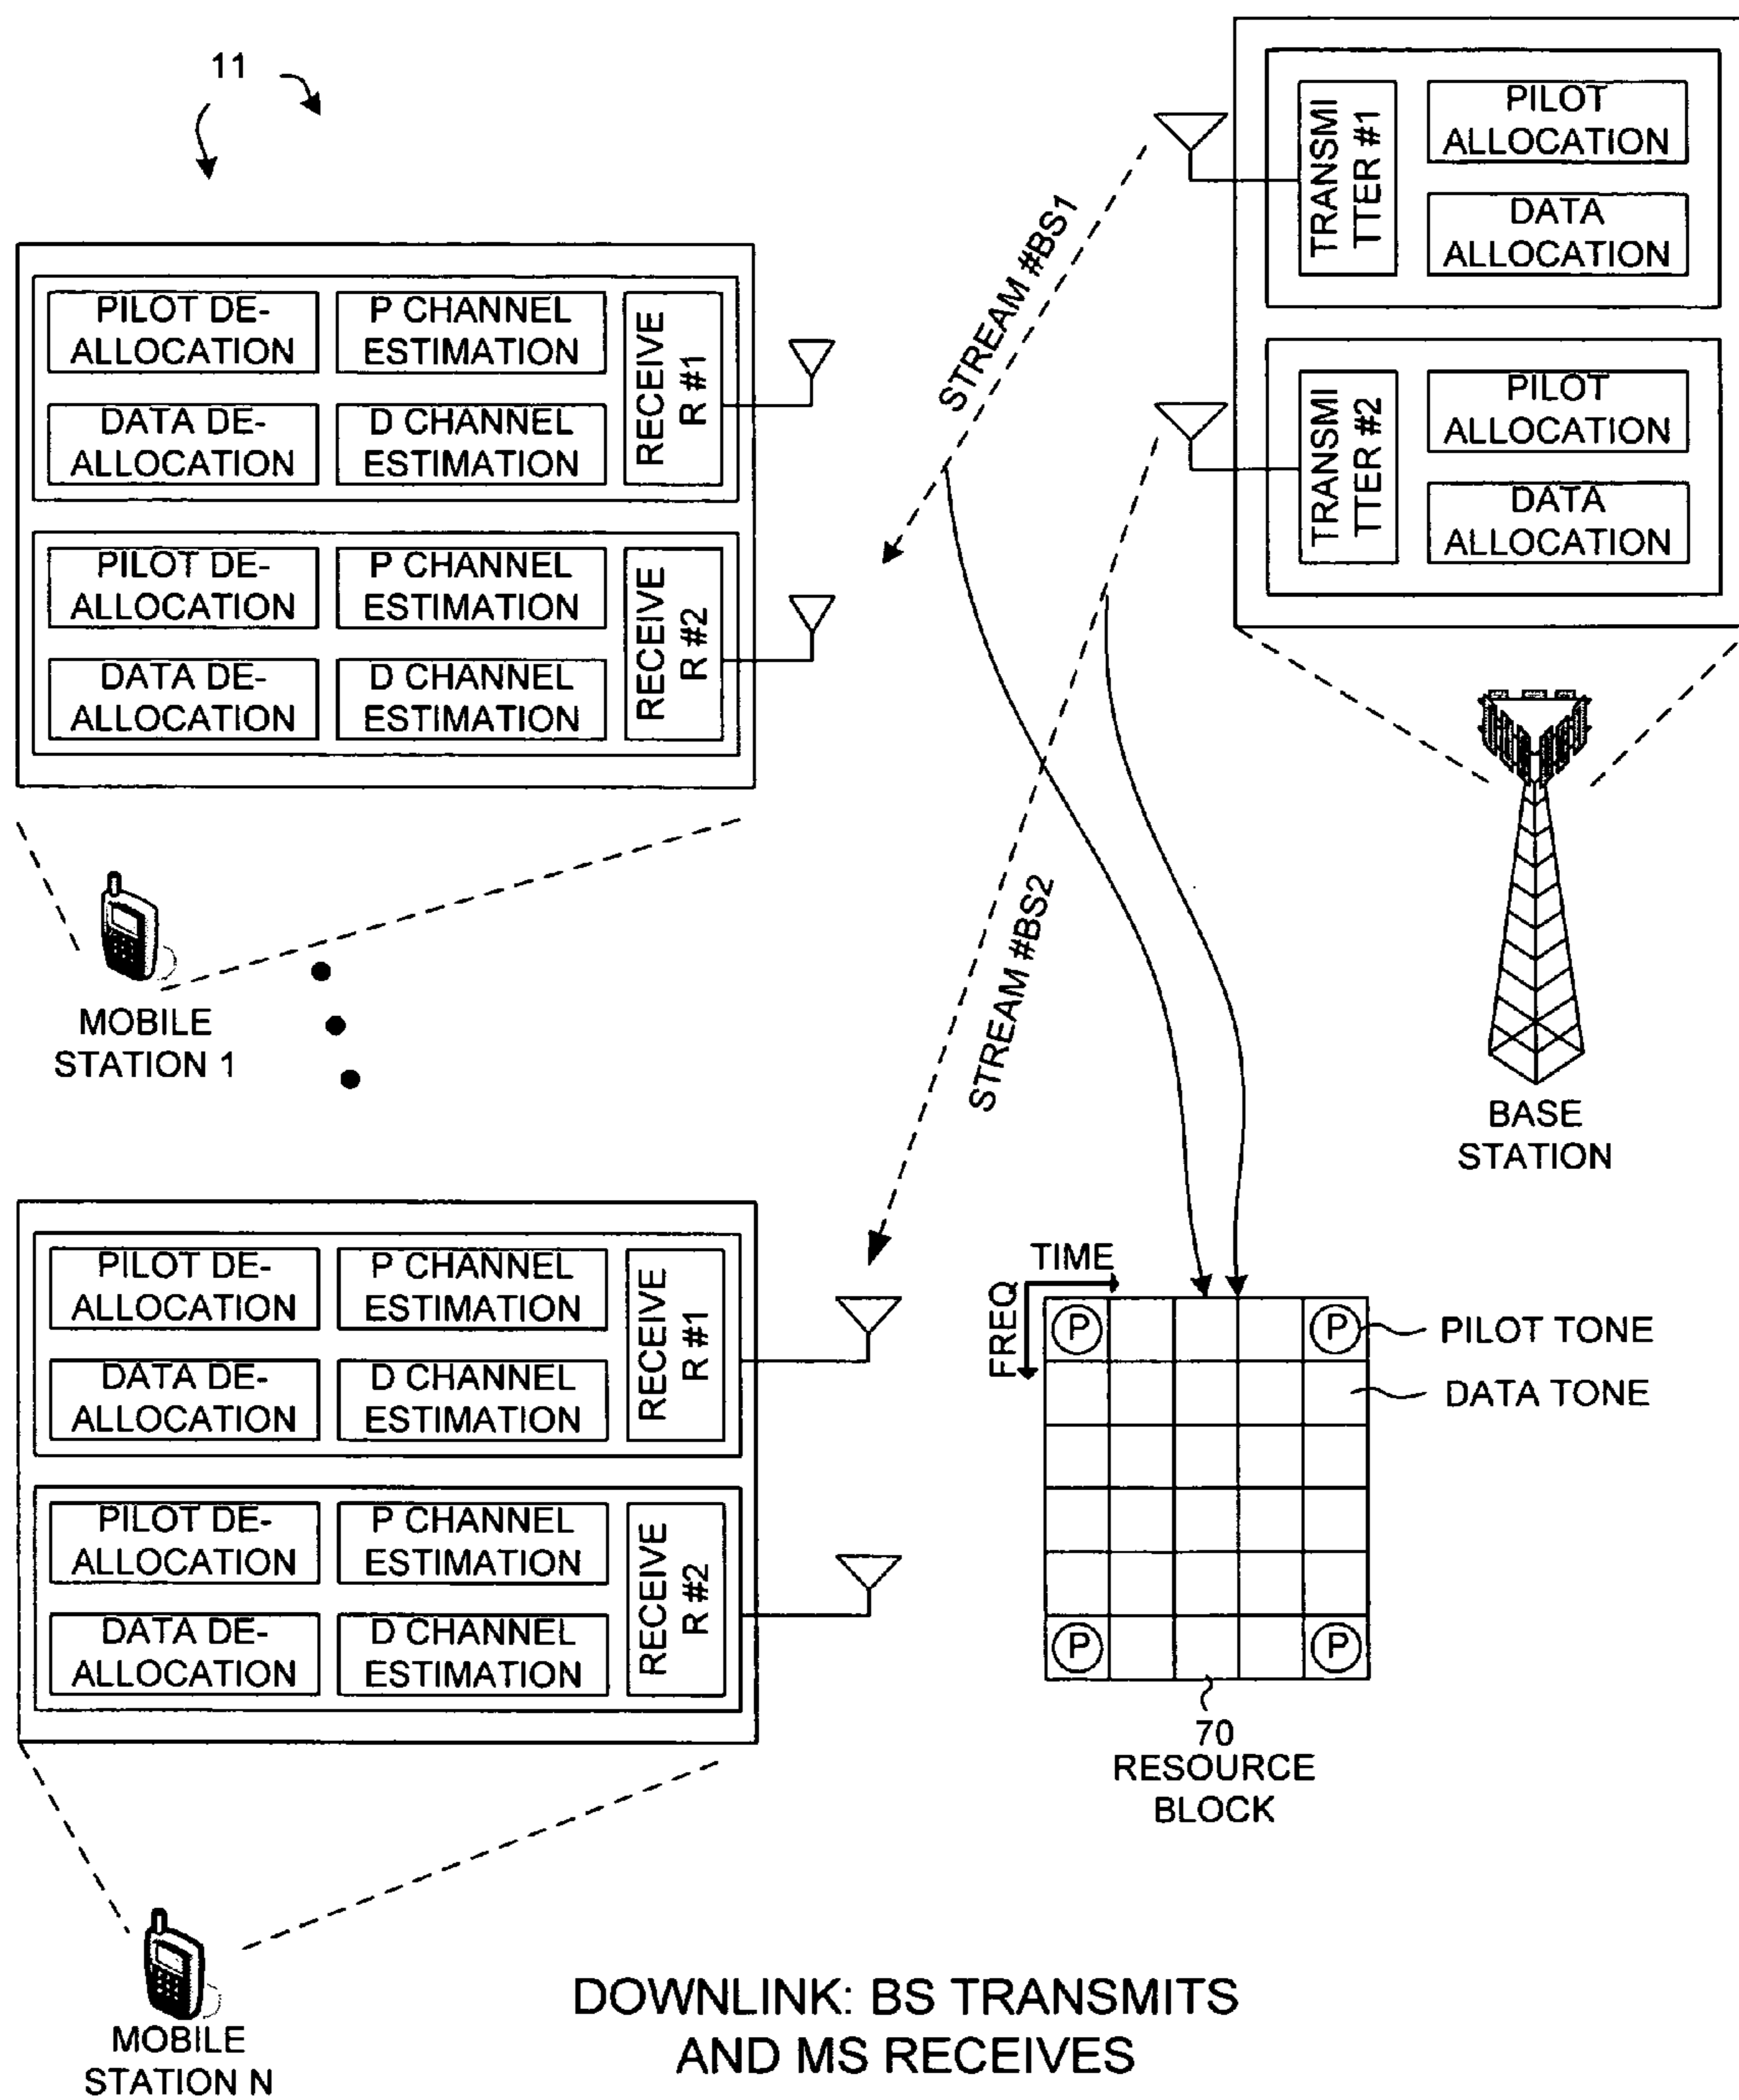 11
TRANSMI
TTER #1
PILOT
ALLOCATION
DATA
ALLOCATION
TRANSMI
TTER #2
PILOT
ALLOCATION
DATA
ALLOCATION
STREAM #BS1
STREAM #BS2
PILOT DE-
ALLOCATION
P CHANNEL
ESTIMATION
DATA DE-
ALLOCATION
D CHANNEL
ESTIMATION
RECEIVE
R #1
PILOT DE-
ALLOCATION
P CHANNEL
ESTIMATION
DATA DE-
ALLOCATION
D CHANNEL
ESTIMATION
RECEIVE
R #2
MOBILE
STATION 1
BASE
STATION
PILOT DE-
ALLOCATION
P CHANNEL
ESTIMATION
DATA DE-
ALLOCATION
D CHANNEL
ESTIMATION
RECEIVE
R #1
PILOT DE-
ALLOCATION
P CHANNEL
ESTIMATION
DATA DE-
ALLOCATION
D CHANNEL
ESTIMATION
RECEIVE
R #2
TIME
FREQ
P
P
PILOT TONE
DATA TONE
P
P
70
RESOURCE
BLOCK
MOBILE
STATION N
DOWNLINK: BS TRANSMITS
AND MS RECEIVES